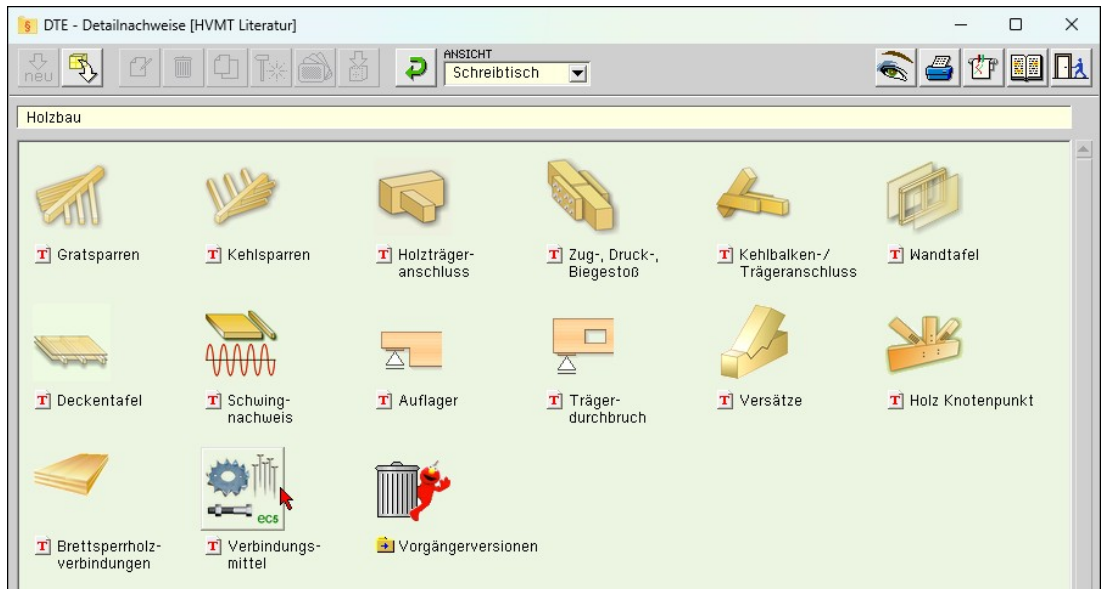 DTE - Detailnachweise [HVMT Literatur]
neu
ANSICHT
Schreibtisch
Holzbau
T Gratsparren
T Kehlsparren
T Holzträger-
anschluss
T Zug-, Druck-,
Biegestoß
T Kehlbalken-/
Trägeranschluss
T Wandtafel
T Deckentafel
T Schwing-
nachweis
T Auflager
T Träger-
durchbruch
T Versätze
T Holz Knotenpunkt
ec5
T Brettsperrholz-
verbindungen
T Verbindungs-
mittel
Vorgängerversionen